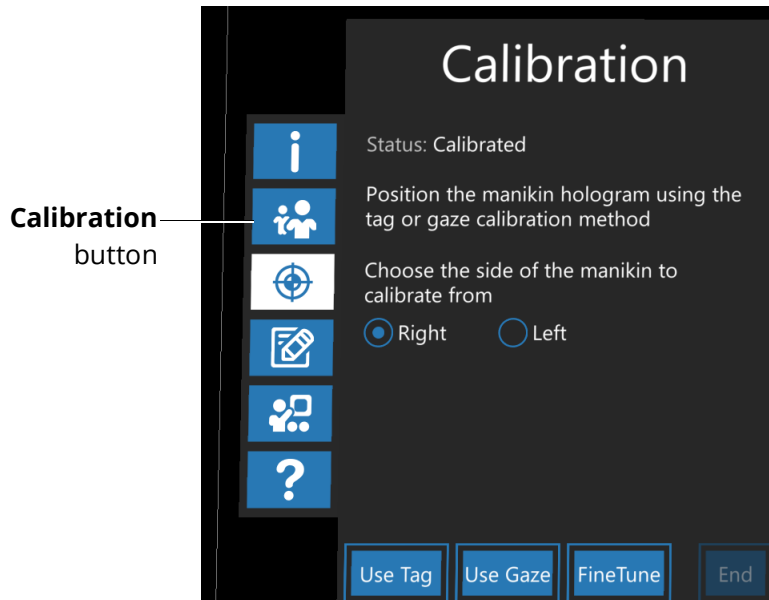 Calibration
Status: Calibrated
Calibration
button
Position the manikin hologram using the
tag or gaze calibration method
Choose the side of the manikin to
calibrate from
Right Left
Use Tag Use Gaze FineTune End